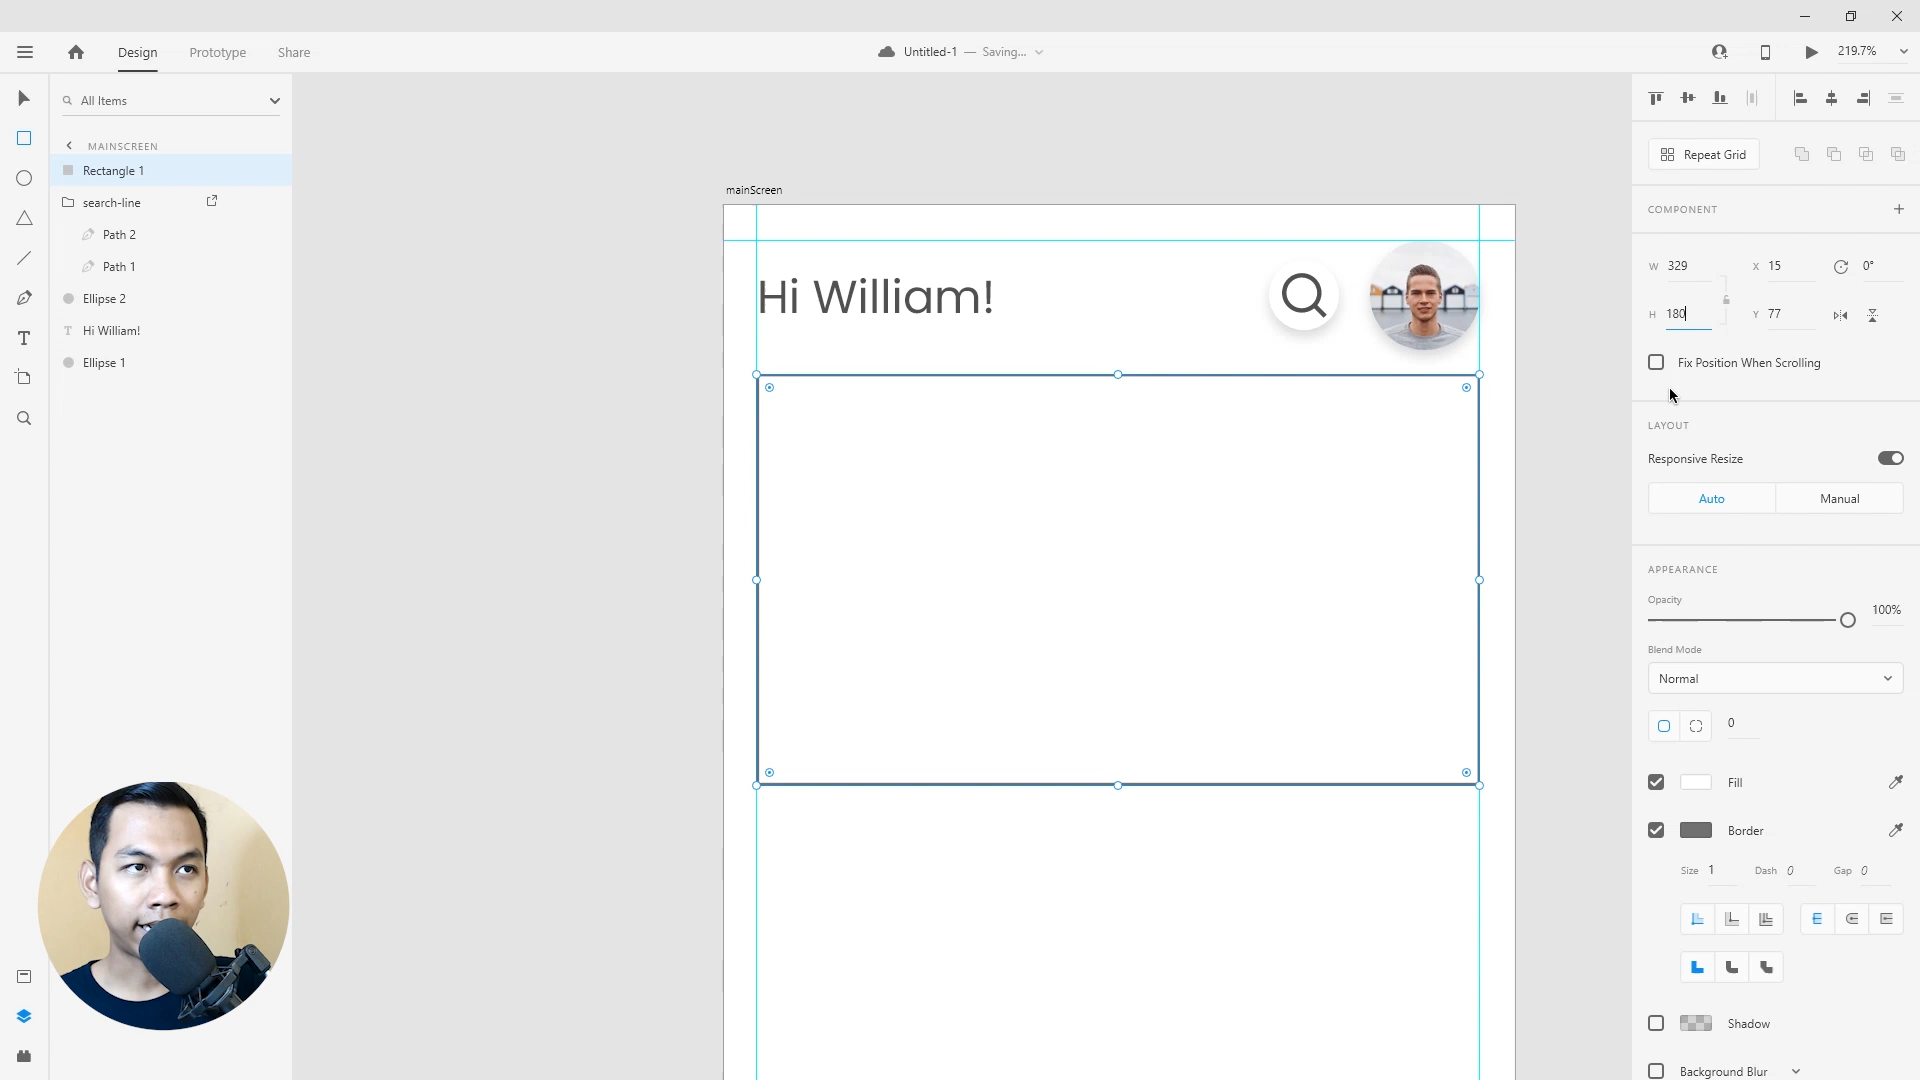 Design
Prototype
Share
Untitled-1 — Saving...
219.7%
All Items
MAINSCREEN
Rectangle 1
search-line
Path 2
Path 1
Ellipse 2
T Hi William!
Ellipse 1
mainScreen
Hi William!
Repeat Grid
COMPONENT
W 329
X 15
0°
H 180
Y 77
Fix Position When Scrolling
LAYOUT
Responsive Resize
Auto
Manual
APPEARANCE
Opacity
100%
Blend Mode
Normal
0
Fill
Border
Size 1
Dash 0
Gap 0
Shadow
Background Blur